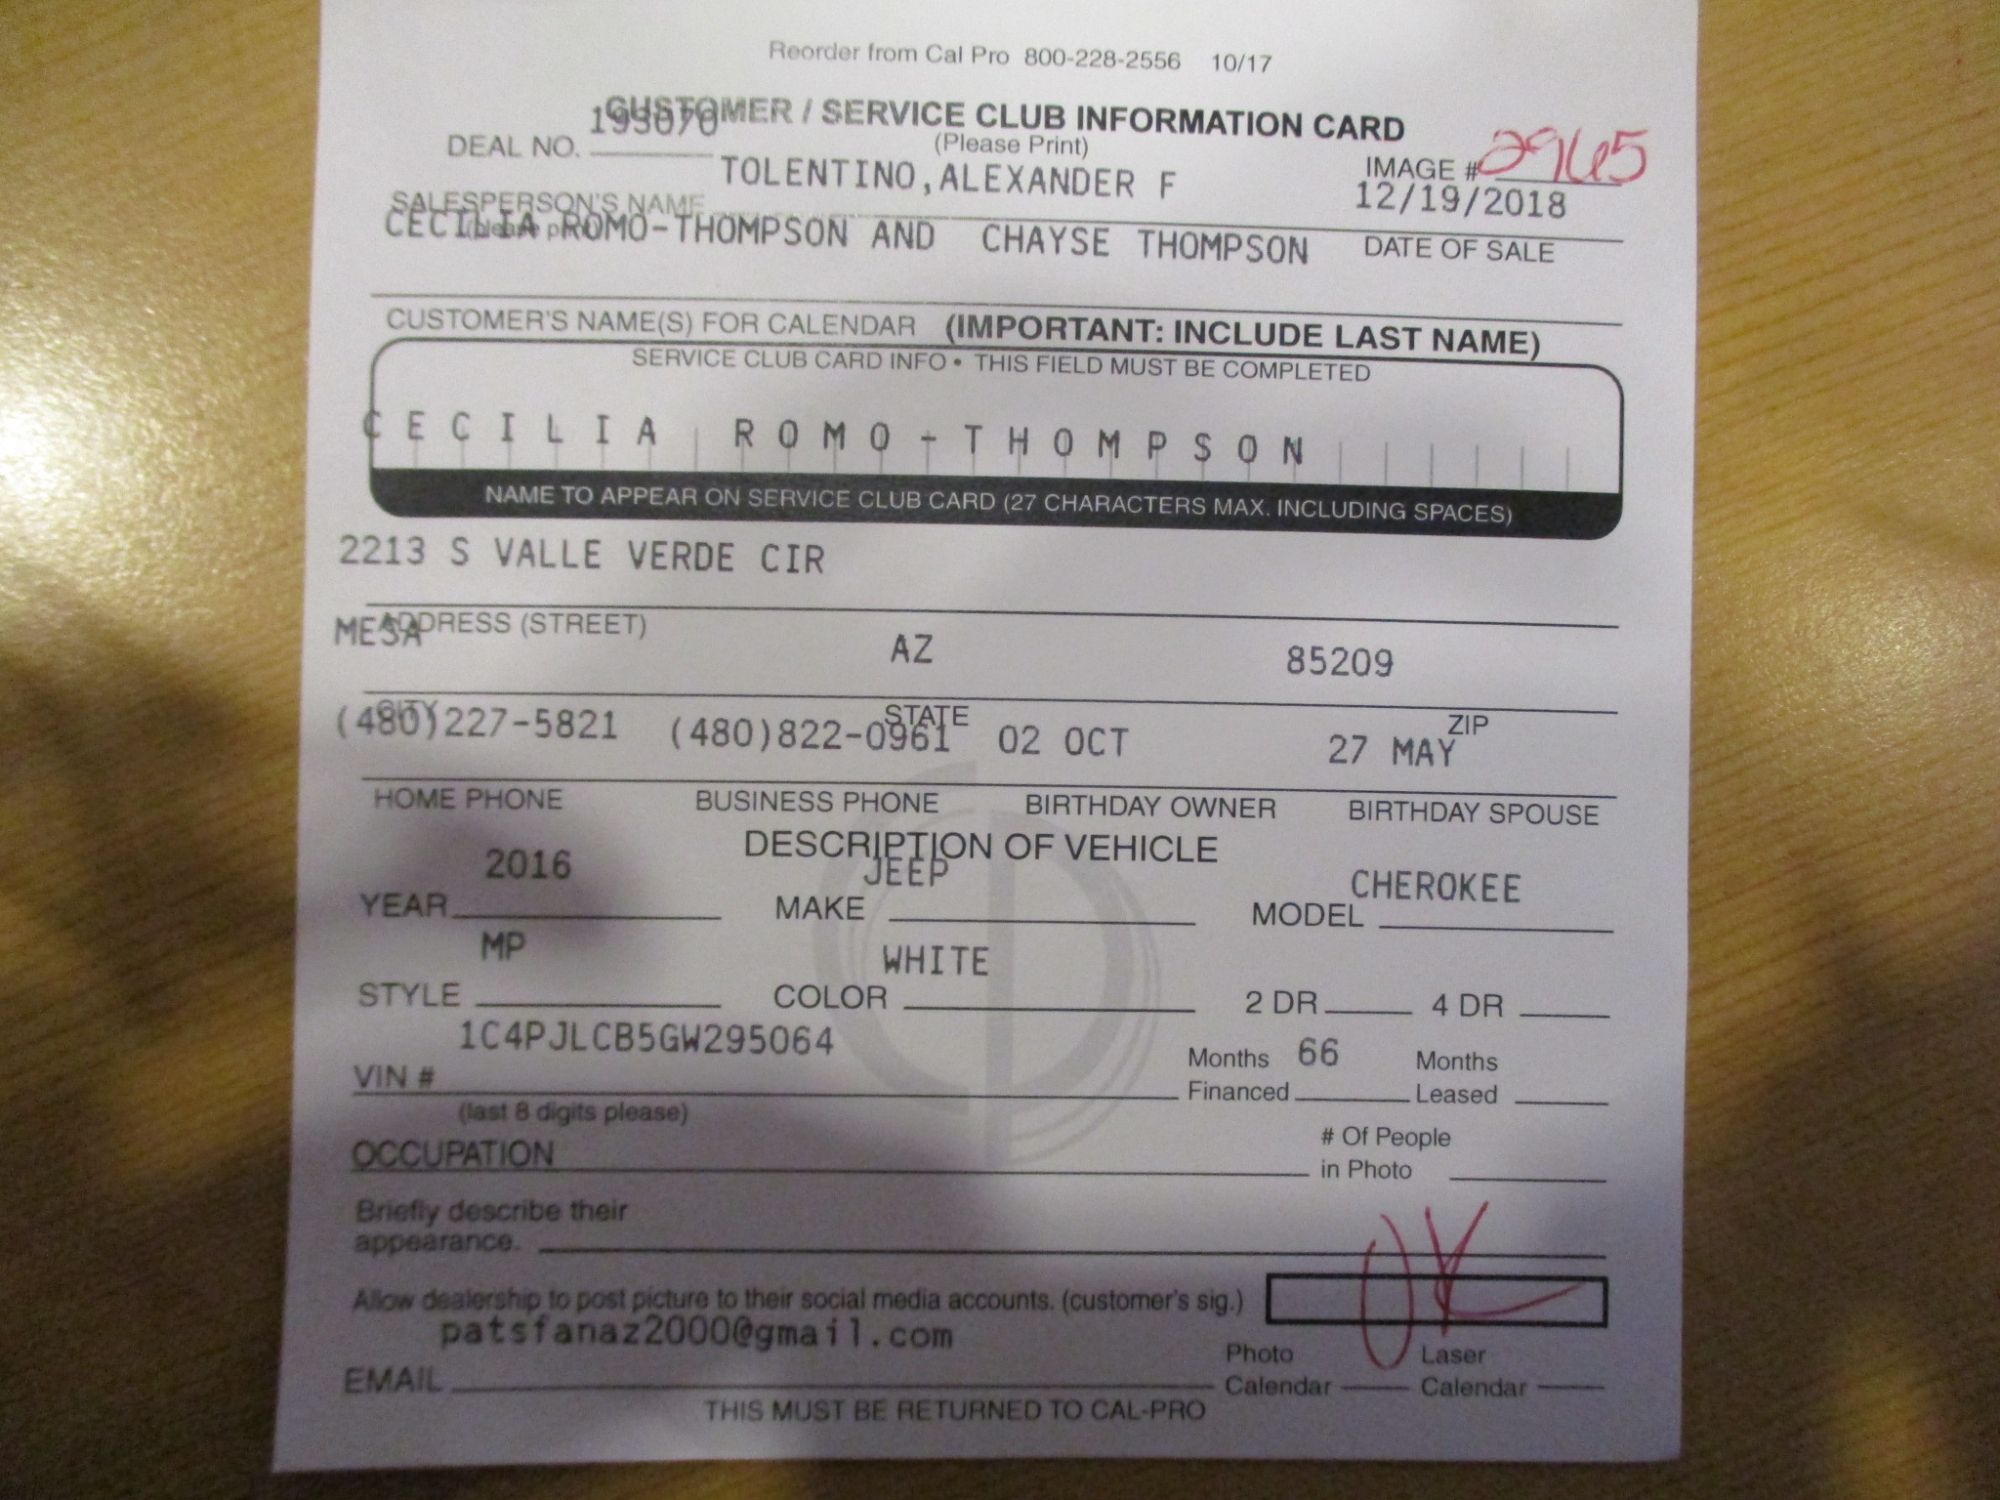 Reorder from Cal Pro 800-228-2556 10/17
CUSTOMER / SERVICE CLUB INFORMATION CARD
(Please Print)
DEAL NO. 193070
IMAGE # 2965
TOLENTINO,ALEXANDER F
12/19/2018
SALESPERSON'S NAME
(please print)
CECILIA ROMO-THOMPSON AND CHAYSE THOMPSON
DATE OF SALE
CUSTOMER'S NAME(S) FOR CALENDAR (IMPORTANT: INCLUDE LAST NAME)
SERVICE CLUB CARD INFO • THIS FIELD MUST BE COMPLETED
CECILIA ROMO-THOMPSON
NAME TO APPEAR ON SERVICE CLUB CARD (27 CHARACTERS MAX. INCLUDING SPACES)
2213 S VALLE VERDE CIR
ADDRESS (STREET)
MESA AZ 85209
CITY STATE ZIP
(480)227-5821 (480)822-0961 02 OCT 27 MAY
HOME PHONE BUSINESS PHONE BIRTHDAY OWNER BIRTHDAY SPOUSE
DESCRIPTION OF VEHICLE
YEAR 2016 MAKE JEEP MODEL CHEROKEE
STYLE MP COLOR WHITE 2 DR 4 DR
VIN # 1C4PJLCB5GW295064
(last 8 digits please)
Months Financed 66 Months Leased
OCCUPATION
# Of People in Photo
Briefly describe their
appearance.
Allow dealership to post picture to their social media accounts. (customer's sig.)
EMAIL patsfanaz2000@gmail.com
Photo Calendar Laser Calendar
THIS MUST BE RETURNED TO CAL-PRO